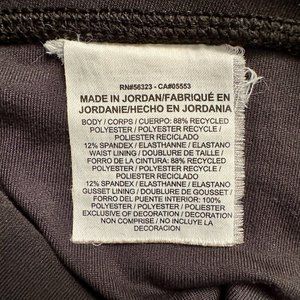 RN#56323 - CA#05553
MADE IN JORDAN/FABRIQUÉ EN
JORDANIE/HECHO EN JORDANIA
BODY / CORPS / CUERPO: 88% RECYCLED
POLYESTER / POLYESTER RECYCLE /
POLIESTER RECICLADO
12% SPANDEX / ELASTHANNE / ELASTANO
WAIST LINING / DOUBLURE DE TAILLE /
FORRO DE LA CINTURA: 88% RECYCLED
POLYESTER / POLYESTER RECYCLE /
POLIESTER RECICLADO
12% SPANDEX / ELASTHANNE / ELASTANO
GUSSET LINING / DOUBLURE DE GOUSSET /
FORRO DEL PUENTE INTERIOR: 100%
POLYESTER / POLYESTER / POLIESTER
EXCLUSIVE OF DECORATION / DECORATION
NON COMPRISE / NO INCLUYE LA
DECORACION